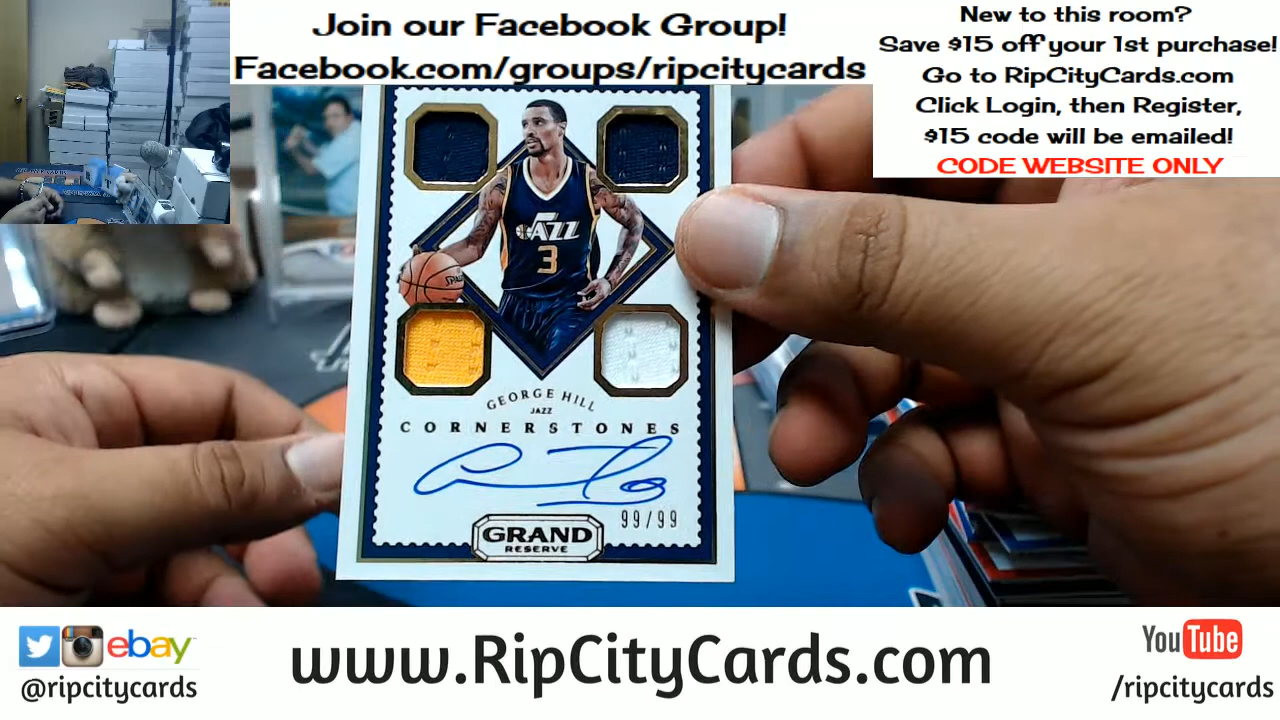 Join our Facebook Group!
Facebook.com/groups/ripcitycards
New to this room?
Save $15 off your 1st purchase!
Go to RipCityCards.com
Click Login, then Register,
$15 code will be emailed!
CODE WEBSITE ONLY
JAZZ
3
GEORGE HILL
JAZZ
CORNERSTONES
99/99
GRAND
RESERVE
ebay
@ripcitycards
www.RipCityCards.com
YouTube
/ripcitycards